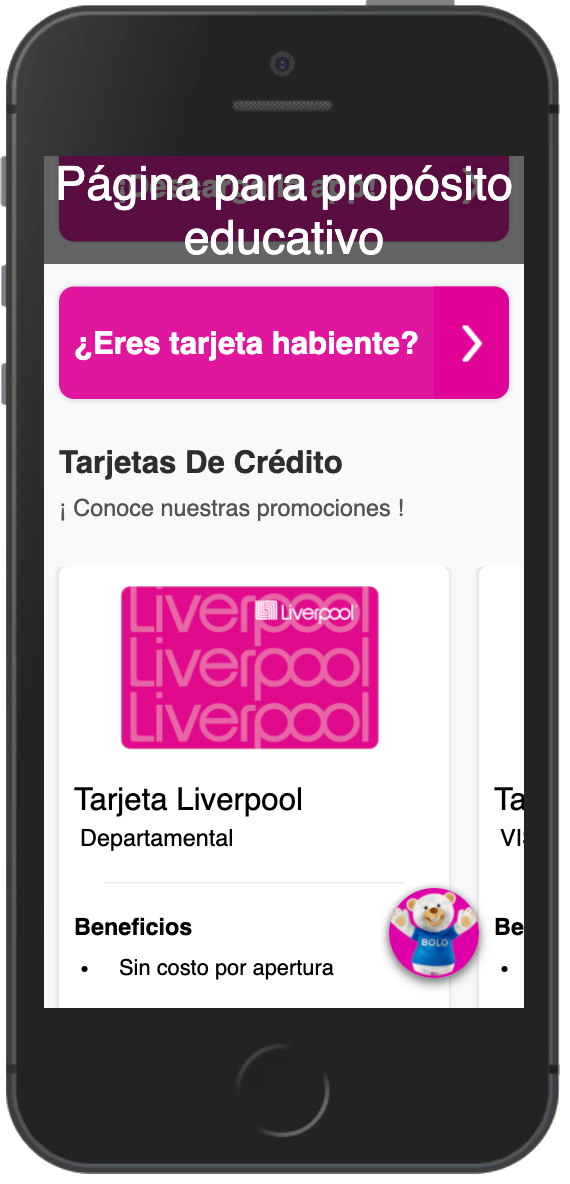 Página para propósito
educativo
¿Eres tarjeta habiente?
Tarjetas De Crédito
¡ Conoce nuestras promociones !
Liverpool
Liverpool
Liverpool
Liverpool
Tarjeta Liverpool
Ta
Departamental
VIS
BOLO
Beneficios
Be
• Sin costo por apertura
•